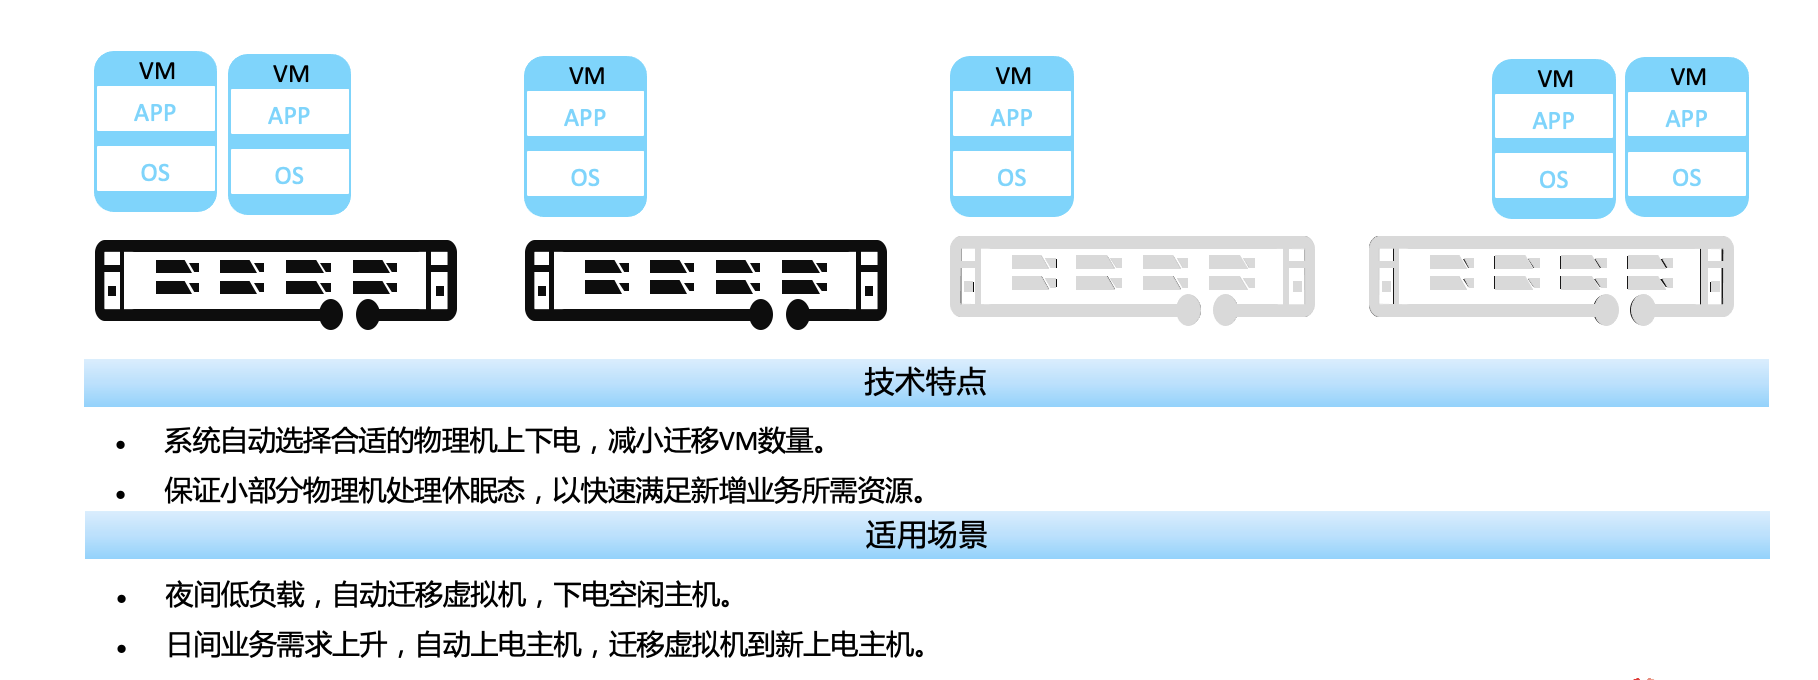 VM VM VM VM VM VM
APP APP APP APP APP APP
OS OS OS OS OS OS
技术特点
• 系统自动选择合适的物理机上下电，减小迁移VM数量。
• 保证小部分物理机处理休眠态，以快速满足新增业务所需资源。
适用场景
• 夜间低负载，自动迁移虚拟机，下电空闲主机。
• 日间业务需求上升，自动上电主机，迁移虚拟机到新上电主机。